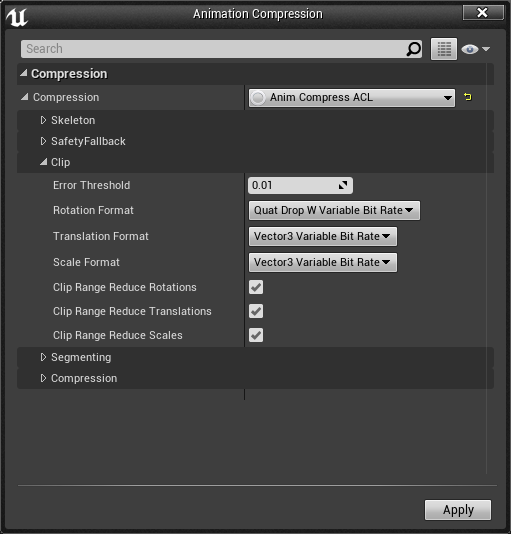 Animation Compression
Search
Compression
Compression Anim Compress ACL
Skeleton
SafetyFallback
Clip
Error Threshold 0.01
Rotation Format Quat Drop W Variable Bit Rate
Translation Format Vector3 Variable Bit Rate
Scale Format Vector3 Variable Bit Rate
Clip Range Reduce Rotations
Clip Range Reduce Translations
Clip Range Reduce Scales
Segmenting
Compression
Apply